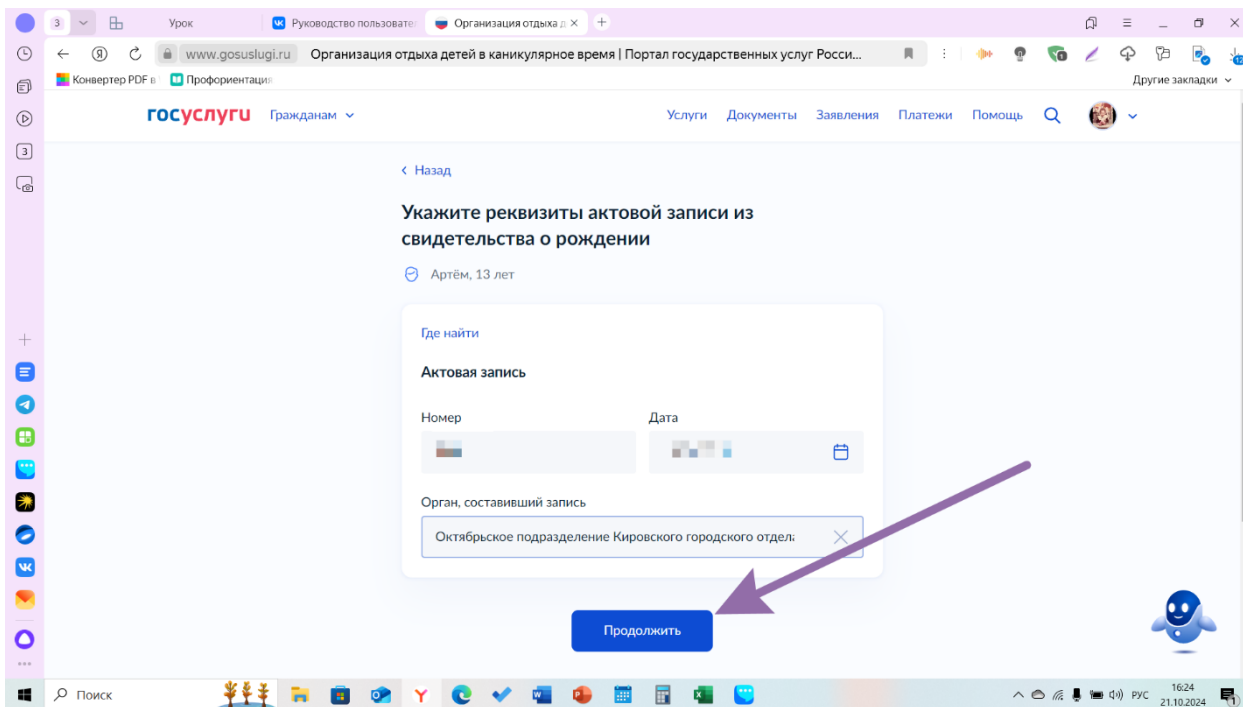 3
Урок
Руководство пользовате
Организация отдыха д
www.gosuslugi.ru Организация отдыха детей в каникулярное время | Портал государственных услуг Росси...
Конвертер PDF в
Профориентация
Другие закладки
госуслуги Гражданам
Услуги Документы Заявления Платежи Помощь
3
Назад
Укажите реквизиты актовой записи из
свидетельства о рождении
Артём, 13 лет
Где найти
Актовая запись
Номер
Дата
Орган, составивший запись
Октябрьское подразделение Кировского городского отдела
Продолжить
Поиск
РУС
16:24
21.10.2024